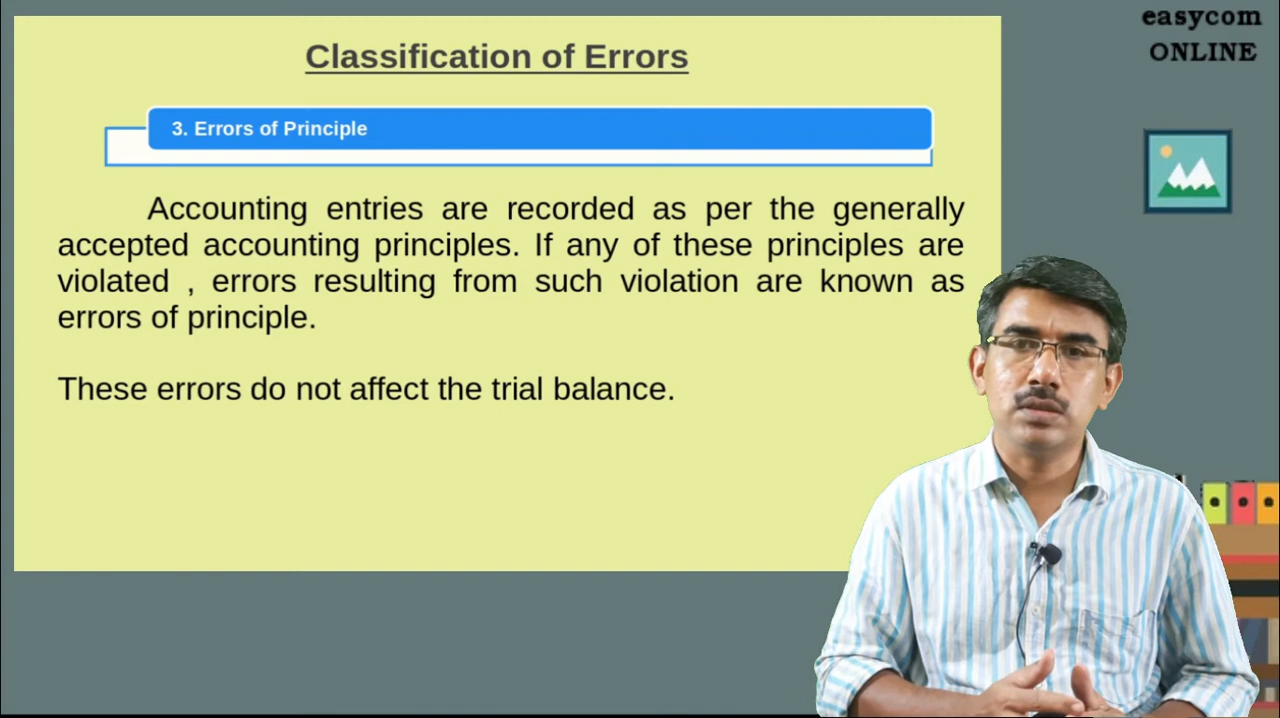 easycom
ONLINE
Classification of Errors
3. Errors of Principle
Accounting entries are recorded as per the generally
accepted accounting principles. If any of these principles are
violated , errors resulting from such violation are known as
errors of principle.
These errors do not affect the trial balance.